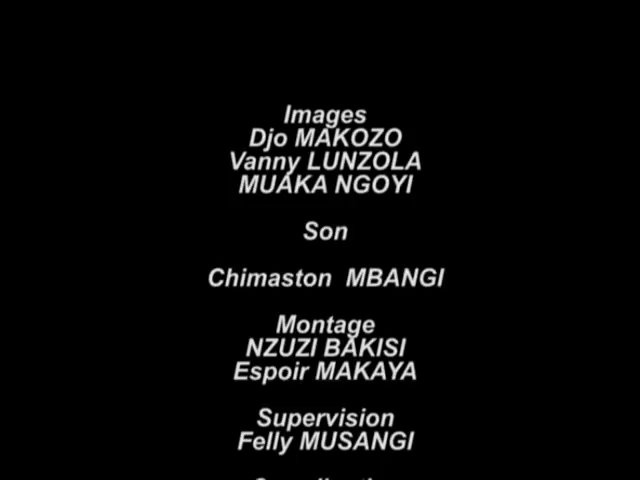 Images
Djo MAKOZO
Vanny LUNZOLA
MUAKA NGOYI
Son
Chimaston MBANGI
Montage
NZUZI BAKISI
Espoir MAKAYA
Supervision
Felly MUSANGI